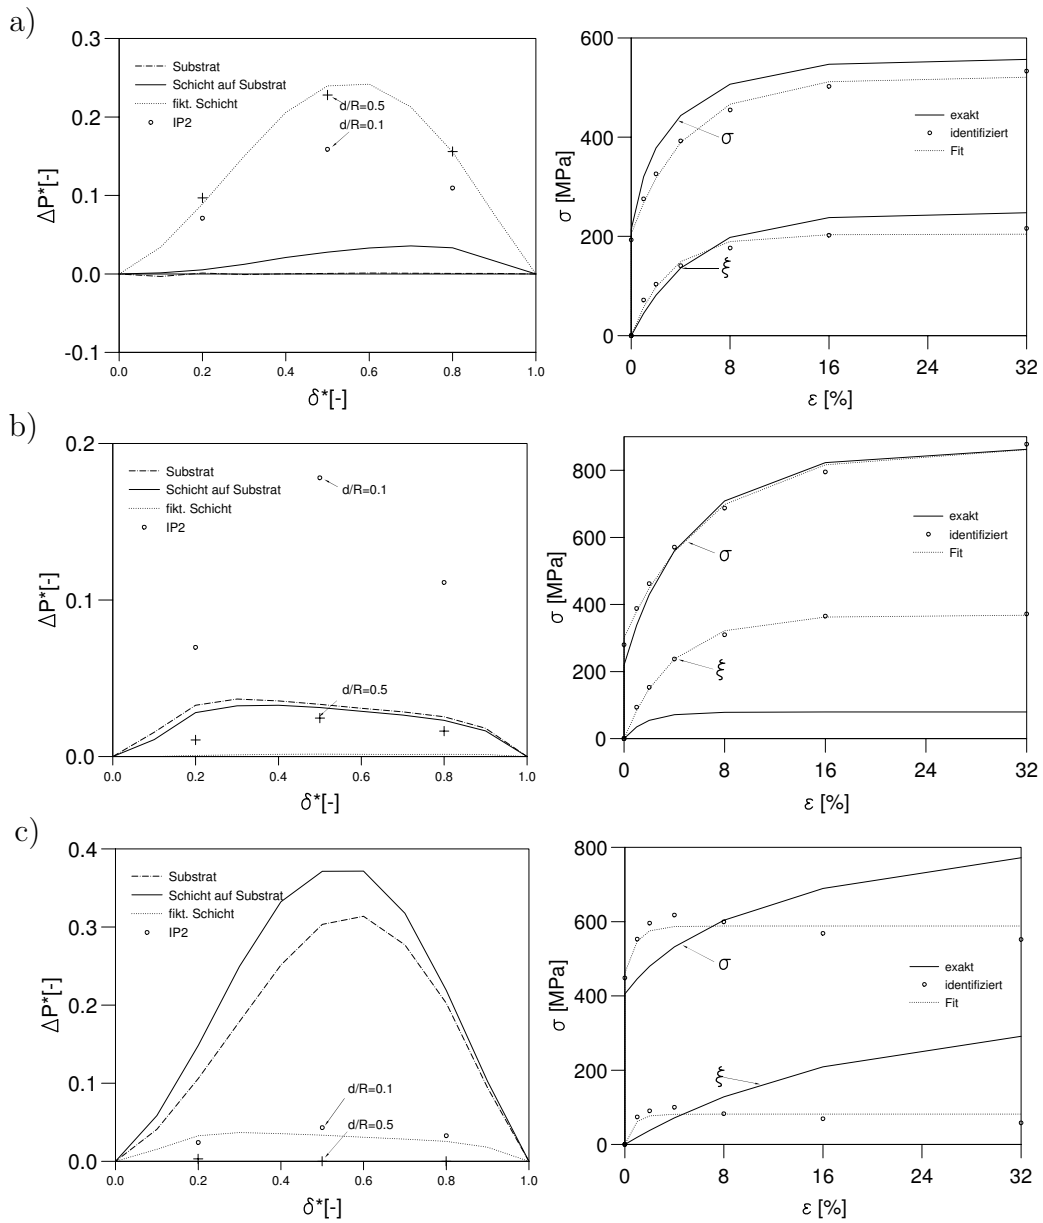 a)
0.3
0.2
0.1
0.0
-0.1
ΔP*[-]
Substrat
Schicht auf Substrat
fikt. Schicht
IP2
d/R=0.5
d/R=0.1
0.0 0.2 0.4 0.6 0.8 1.0
δ*[-]
600
400
200
0
σ [MPa]
exakt
identifiziert
Fit
σ
ξ
0 8 16 24 32
ε [%]
b)
0.2
0.1
0.0
ΔP*[-]
Substrat
Schicht auf Substrat
fikt. Schicht
IP2
d/R=0.1
d/R=0.5
0.0 0.2 0.4 0.6 0.8 1.0
δ*[-]
800
600
400
200
0
σ [MPa]
exakt
identifiziert
Fit
σ
ξ
0 8 16 24 32
ε [%]
c)
0.4
0.3
0.2
0.1
0.0
ΔP*[-]
Substrat
Schicht auf Substrat
fikt. Schicht
IP2
d/R=0.1
d/R=0.5
0.0 0.2 0.4 0.6 0.8 1.0
δ*[-]
800
600
400
200
0
σ [MPa]
σ
exakt
identifiziert
Fit
ξ
0 8 16 24 32
ε [%]